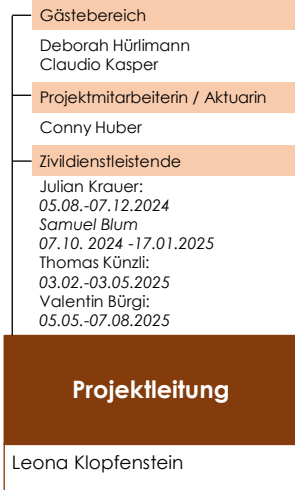 Gästebereich
Deborah Hürlimann
Claudio Kasper
Projektmitarbeiterin / Aktuarin
Conny Huber
Zivildienstleistende
Julian Krauer:
05.08.-07.12.2024
Samuel Blum
07.10. 2024 -17.01.2025
Thomas Künzli:
03.02.-03.05.2025
Valentin Bürgi:
05.05.-07.08.2025
Projektleitung
Leona Klopfenstein